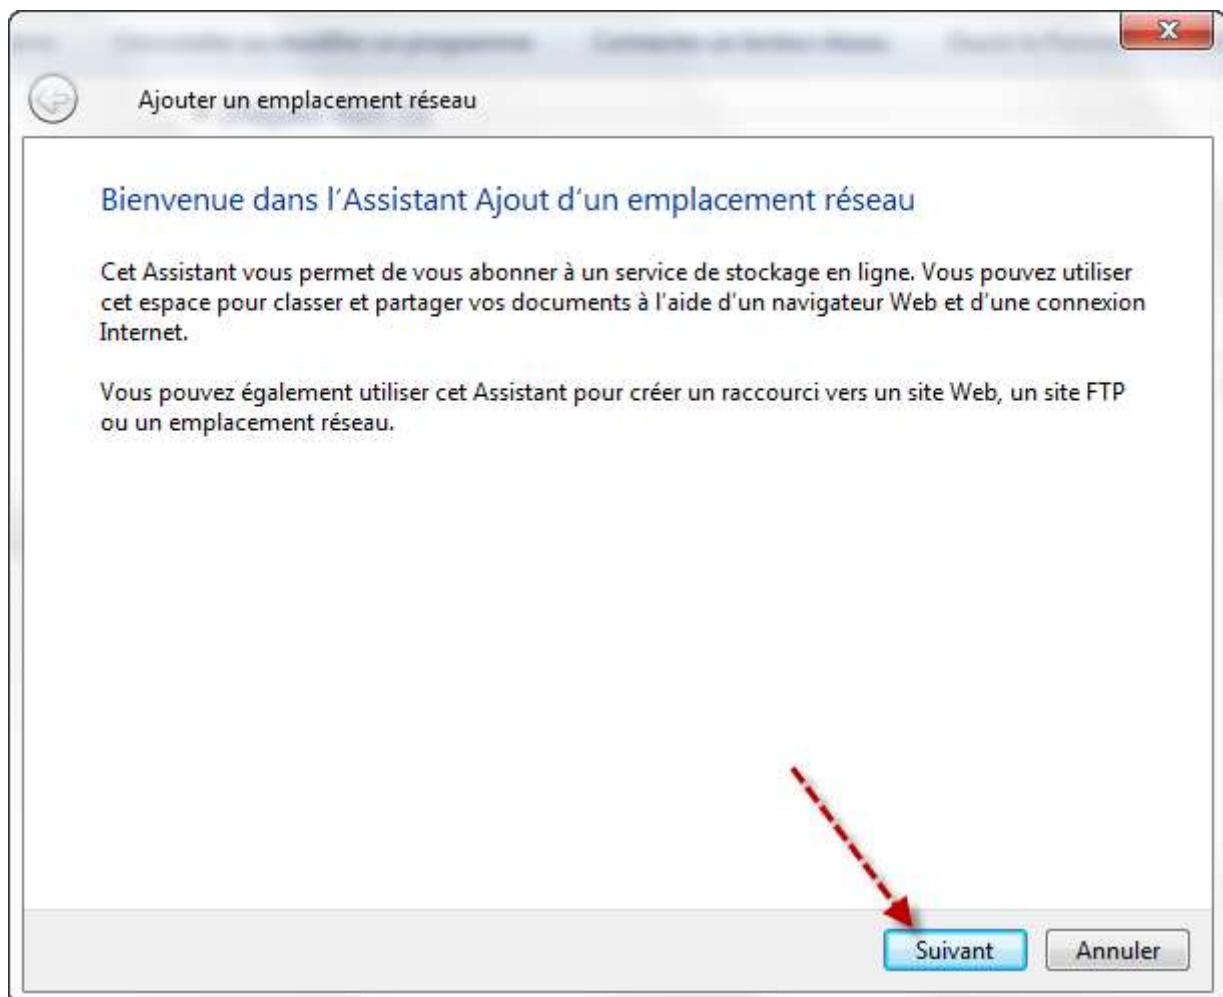 Ajouter un emplacement réseau
Bienvenue dans l'Assistant Ajout d'un emplacement réseau
Cet Assistant vous permet de vous abonner à un service de stockage en ligne. Vous pouvez utiliser
cet espace pour classer et partager vos documents à l'aide d'un navigateur Web et d'une connexion
Internet.
Vous pouvez également utiliser cet Assistant pour créer un raccourci vers un site Web, un site FTP
ou un emplacement réseau.
Suivant
Annuler